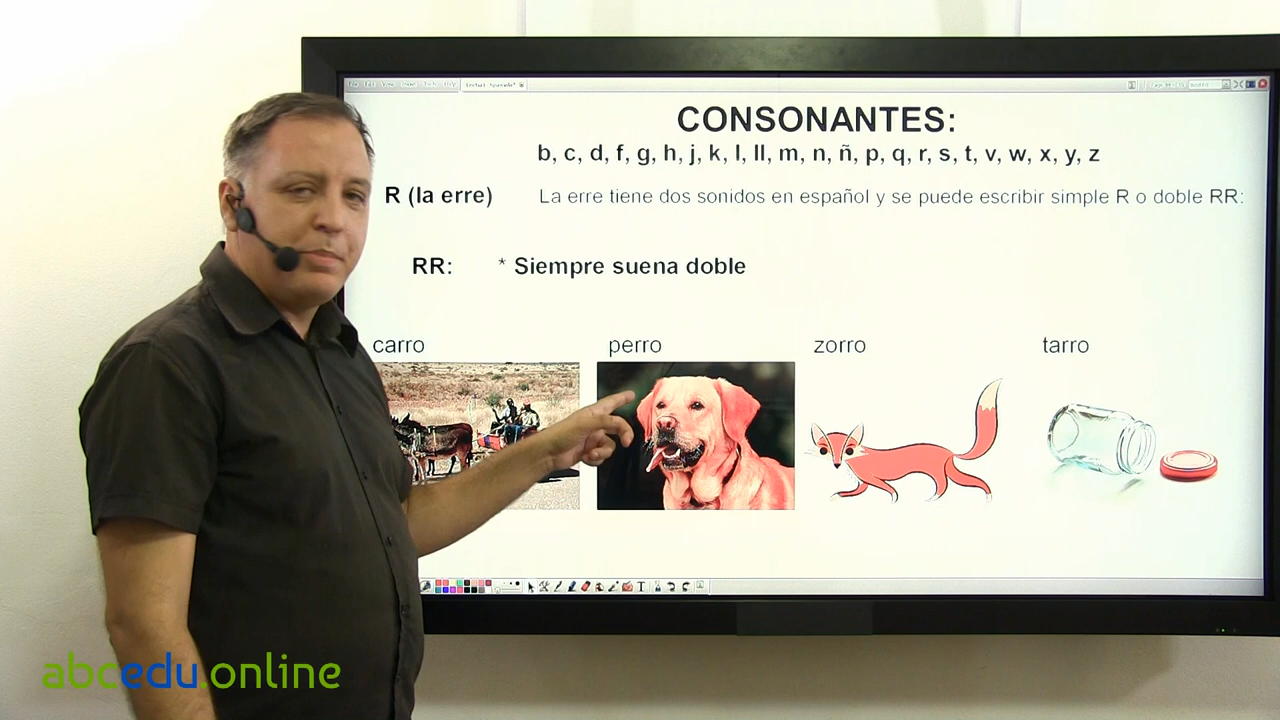 CONSONANTES:
b, c, d, f, g, h, j, k, l, ll, m, n, ñ, p, q, r, s, t, v, w, x, y, z
R (la erre) La erre tiene dos sonidos en español y se puede escribir simple R o doble RR:
RR: * Siempre suena doble
carro perro zorro tarro
abcedu.online